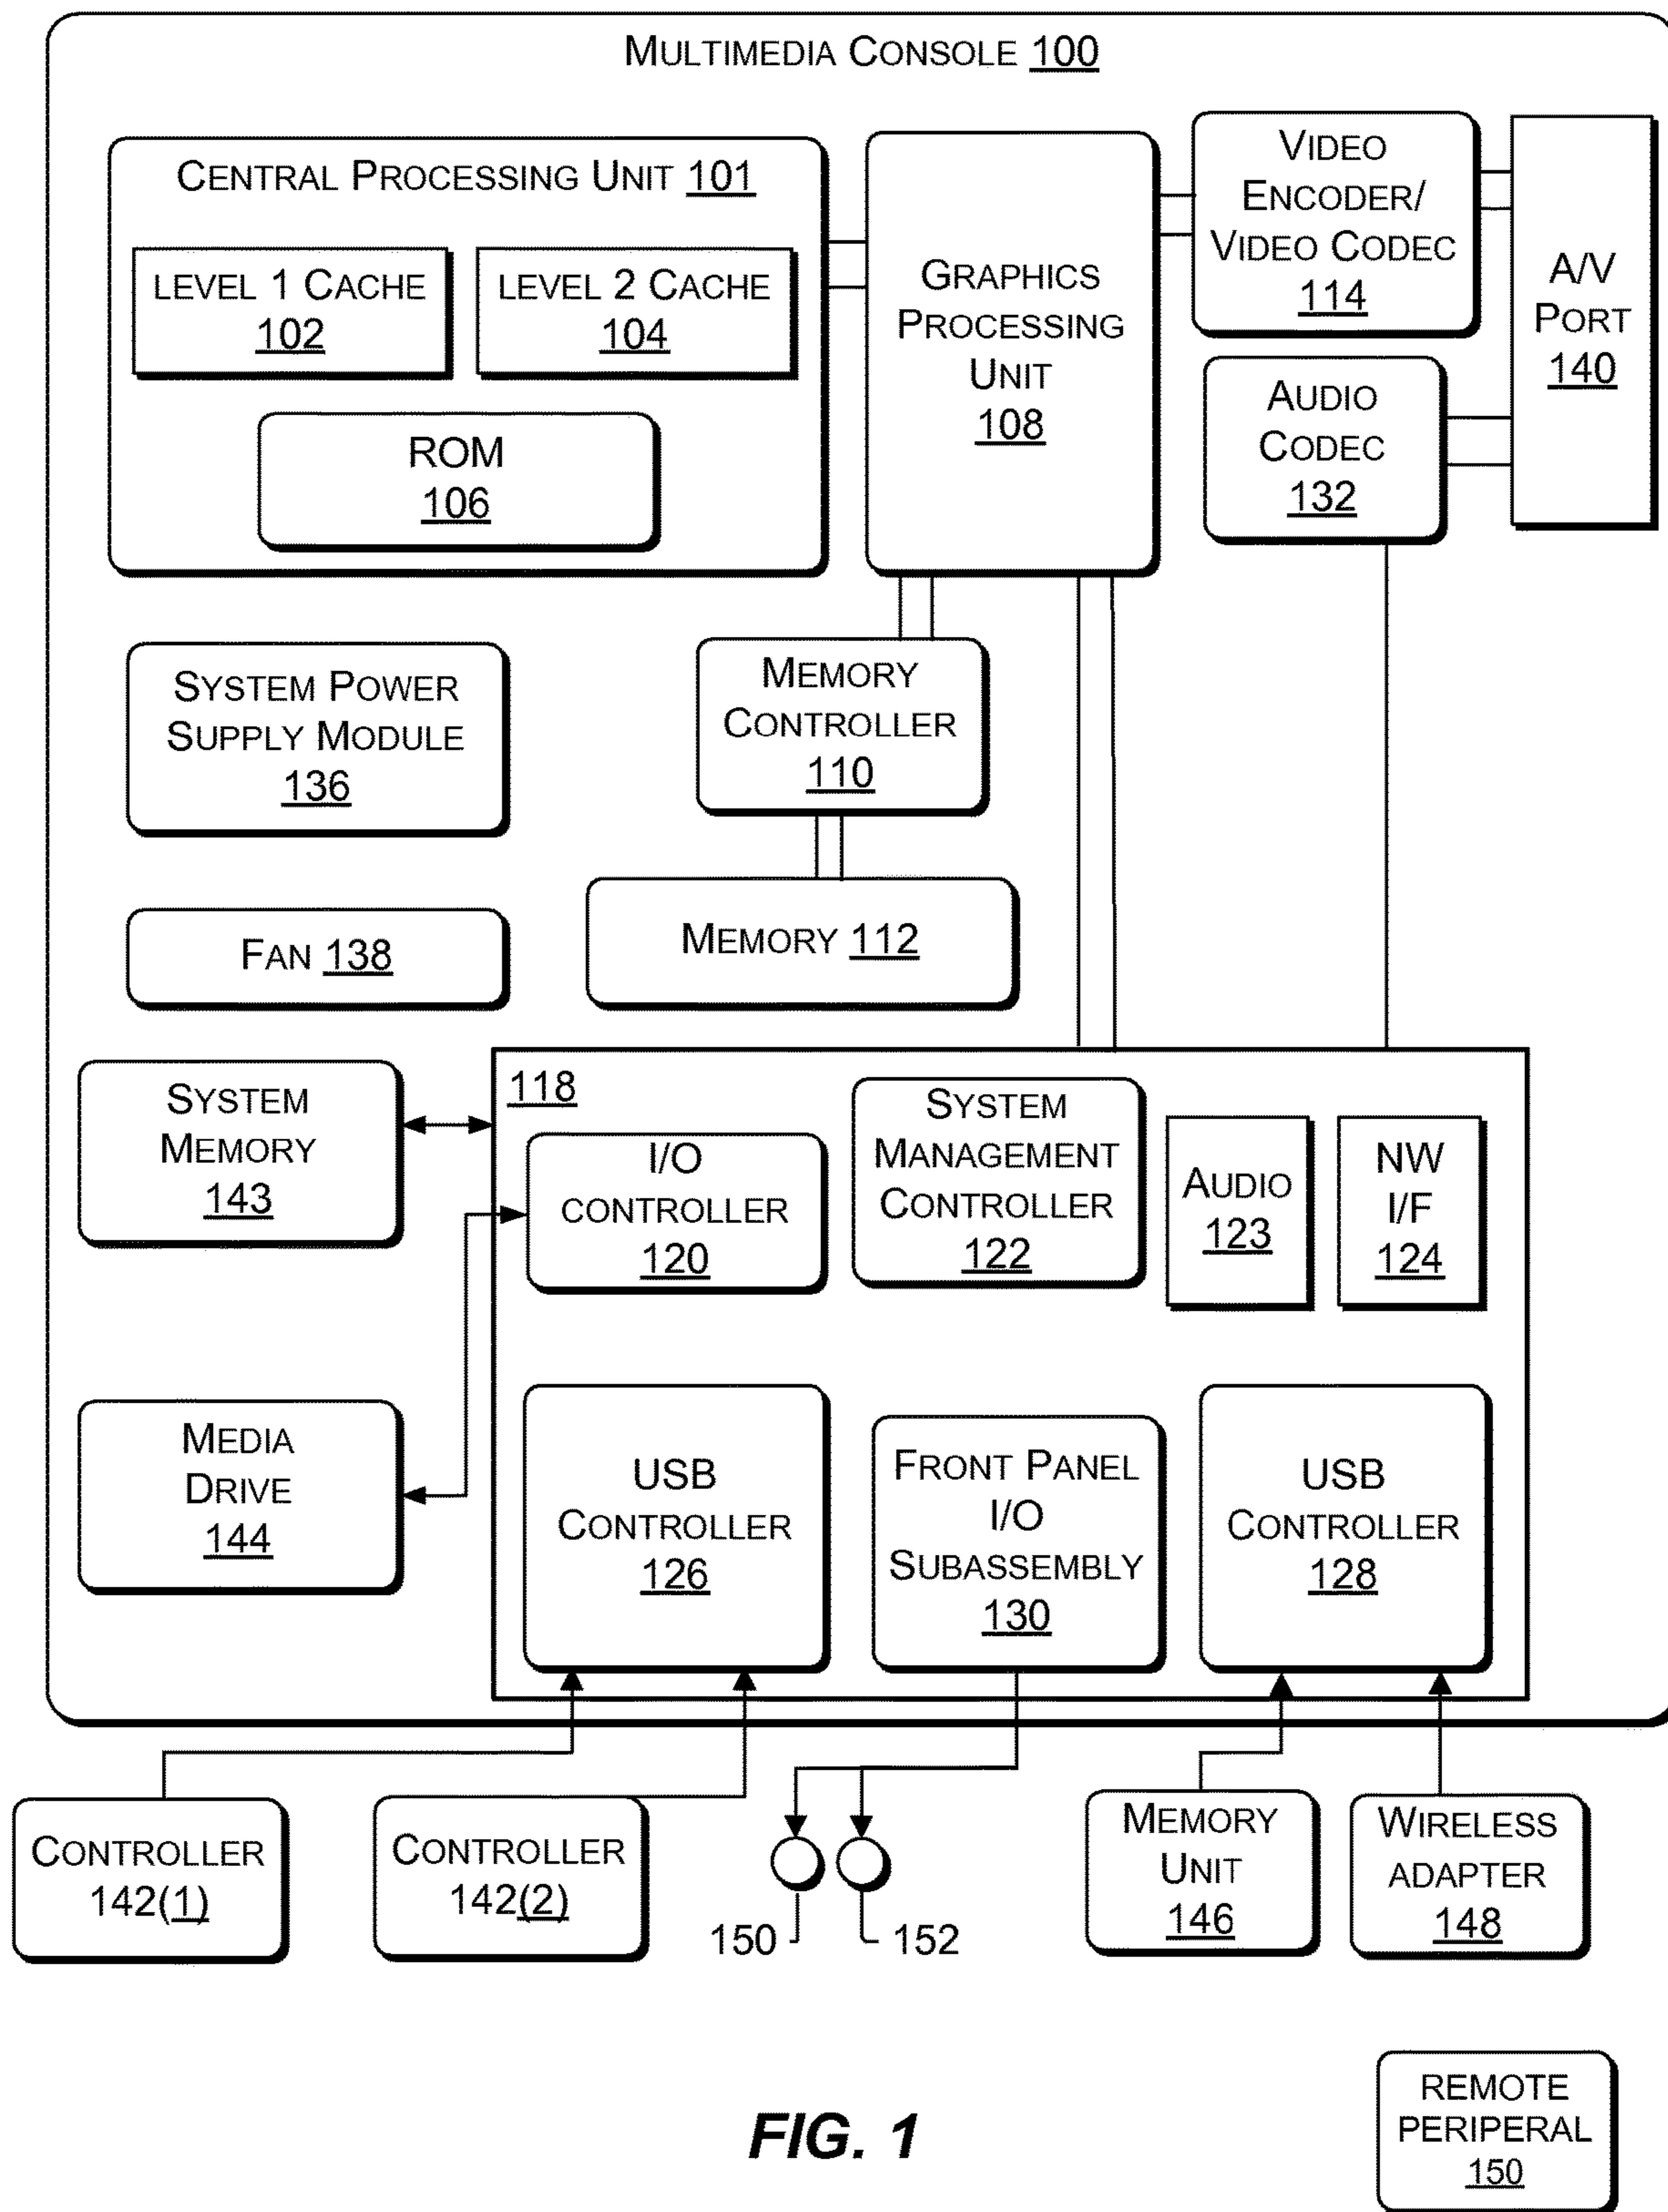 MULTIMEDIA CONSOLE 100
CENTRAL PROCESSING UNIT 101
LEVEL 1 CACHE
102
LEVEL 2 CACHE
104
ROM
106
GRAPHICS
PROCESSING
UNIT
108
VIDEO
ENCODER/
VIDEO CODEC
114
A/V
PORT
140
AUDIO
CODEC
132
SYSTEM POWER
SUPPLY MODULE
136
MEMORY
CONTROLLER
110
FAN 138
MEMORY 112
SYSTEM
MEMORY
143
118
I/O
CONTROLLER
120
SYSTEM
MANAGEMENT
CONTROLLER
122
AUDIO
123
NW
I/F
124
MEDIA
DRIVE
144
USB
CONTROLLER
126
FRONT PANEL
I/O
SUBASSEMBLY
130
USB
CONTROLLER
128
CONTROLLER
142(1)
CONTROLLER
142(2)
150
152
MEMORY
UNIT
146
WIRELESS
ADAPTER
148
FIG. 1
REMOTE
PERIPERAL
150